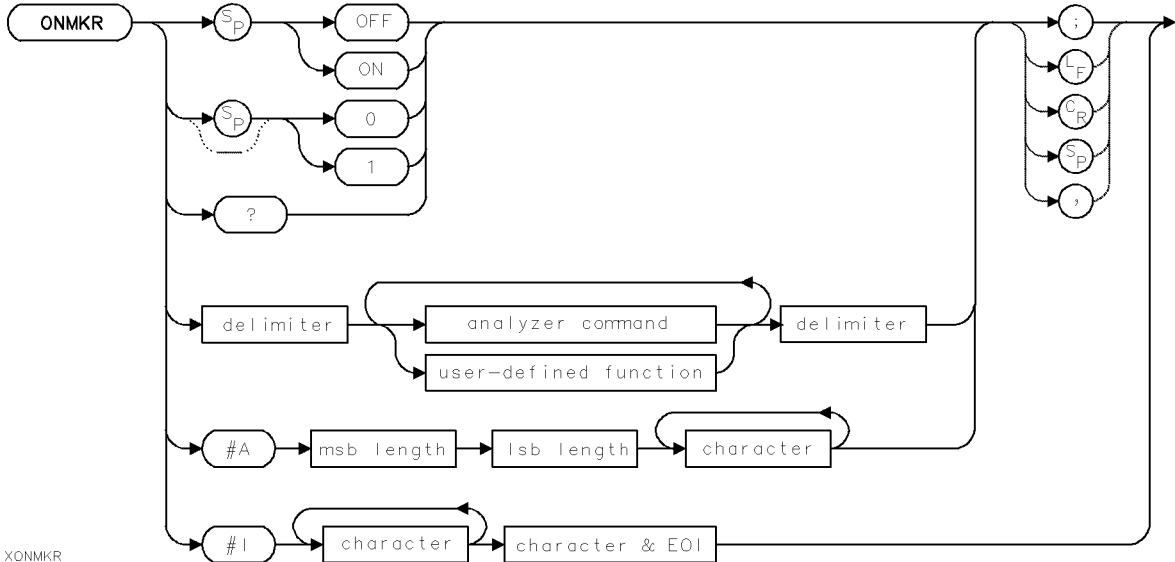 ONMKR
SP
OFF
ON
SP
0
1
?
;
LF
CR
SP
,
delimiter
analyzer command
user-defined function
delimiter
#A
msb length
lsb length
character
#I
character
character & EOI
XONMKR